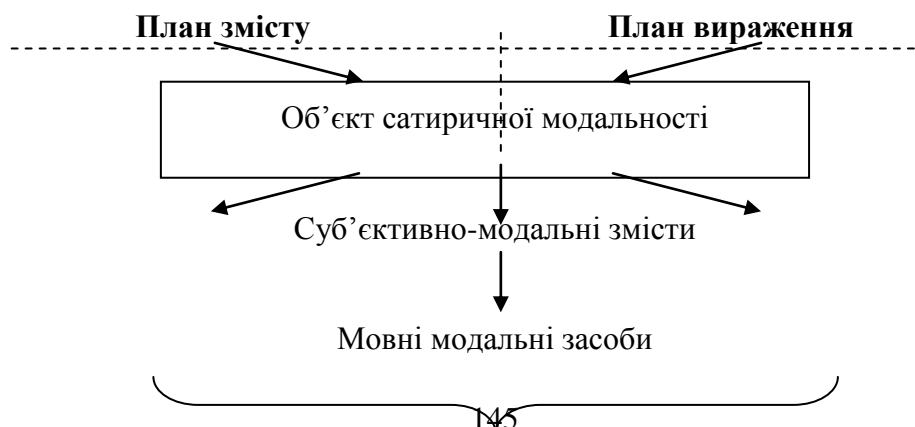 План змісту План вираження
Об’єкт сатиричної модальності
Суб’єктивно-модальні змісти
Мовні модальні засоби
145